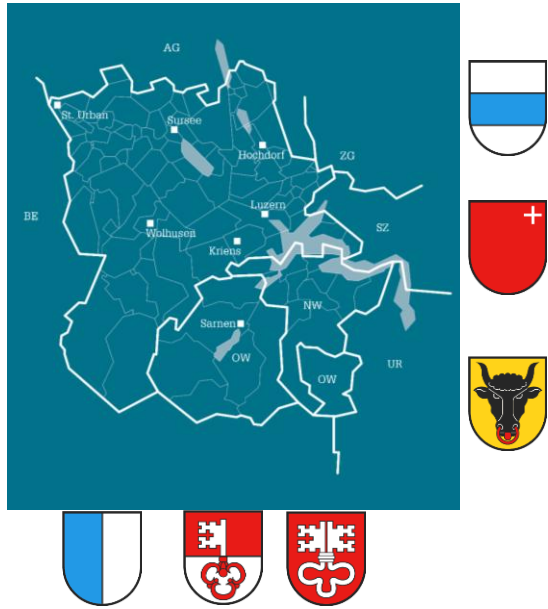 AG
St. Urban
Sursee
Hochdorf
ZG
Luzern
BE
Wolhusen
SZ
Kriens
NW
Sarnen
OW
UR
OW